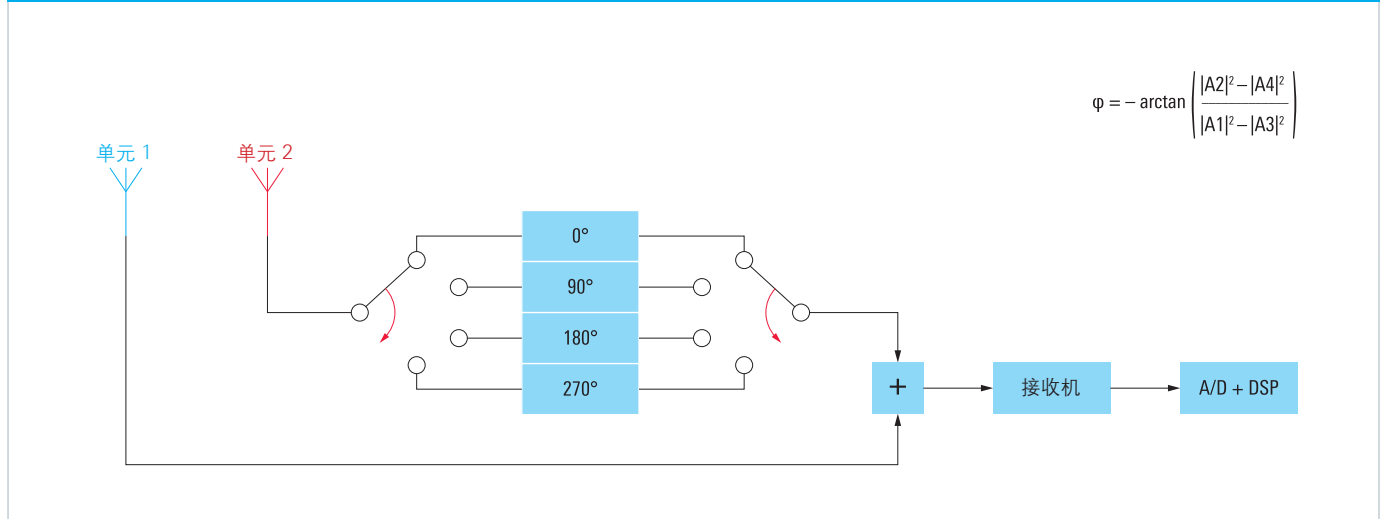 φ = – arctan ( |A2|² – |A4|² / |A1|² – |A3|² )
单元 1
单元 2
0°
90°
180°
270°
+
接收机
A/D + DSP